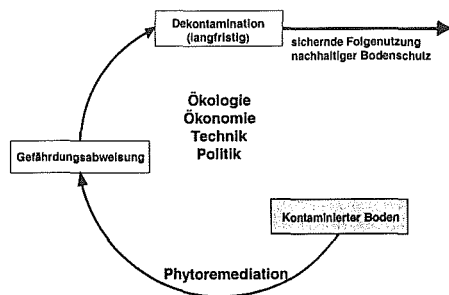 Dekontamination
(langfristig)
sichernde Folgenutzung
nachhaltiger Bodenschutz
Ökologie
Ökonomie
Technik
Politik
Gefährdungsabweisung
Kontaminierter Boden
Phytoremediation